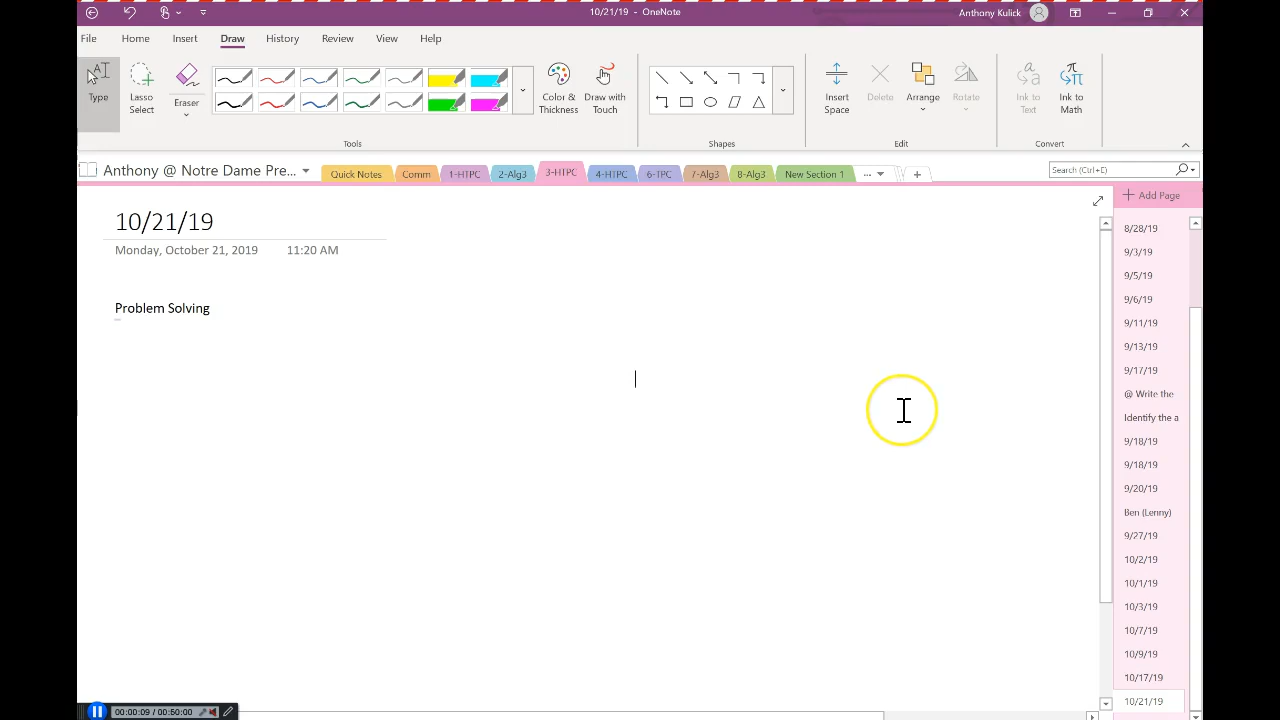 10/21/19 - OneNote
Anthony Kulick
File Home Insert Draw History Review View Help
Type
Lasso Select
Eraser
Color & Thickness
Draw with Touch
Insert Space
Delete
Arrange
Rotate
Ink to Text
Ink to Math
Tools
Shapes
Edit
Convert
Anthony @ Notre Dame Pre...
Quick Notes
Comm
1-HTPC
2-Alg3
3-HTPC
4-HTPC
6-TPC
7-Alg3
8-Alg3
New Section 1
...
Search (Ctrl+E)
10/21/19
Monday, October 21, 2019 11:20 AM
Problem Solving
Add Page
8/28/19
9/3/19
9/5/19
9/6/19
9/11/19
9/13/19
9/17/19
@ Write the
Identify the a
9/18/19
9/18/19
9/20/19
Ben (Lenny)
9/27/19
10/2/19
10/1/19
10/3/19
10/7/19
10/9/19
10/17/19
10/21/19
00:00:09 / 00:50:00